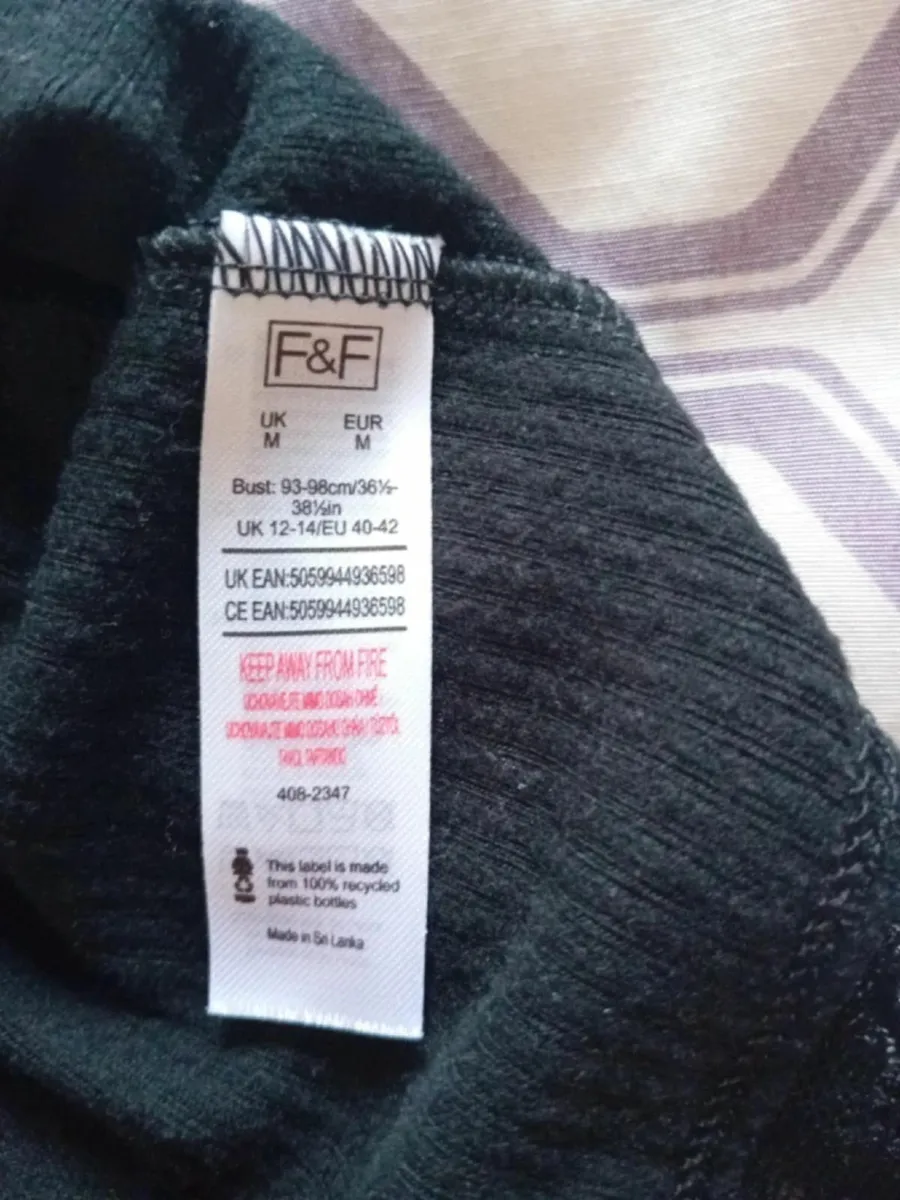 F&F
UK EUR
M M
Bust: 93-98cm/36½-
38½in
UK 12-14/EU 40-42
UK EAN:5059944936598
CE EAN:5059944936598
KEEP AWAY FROM FIRE
408-2347
This label is made
from 100% recycled
plastic bottles
Made in Sri Lanka